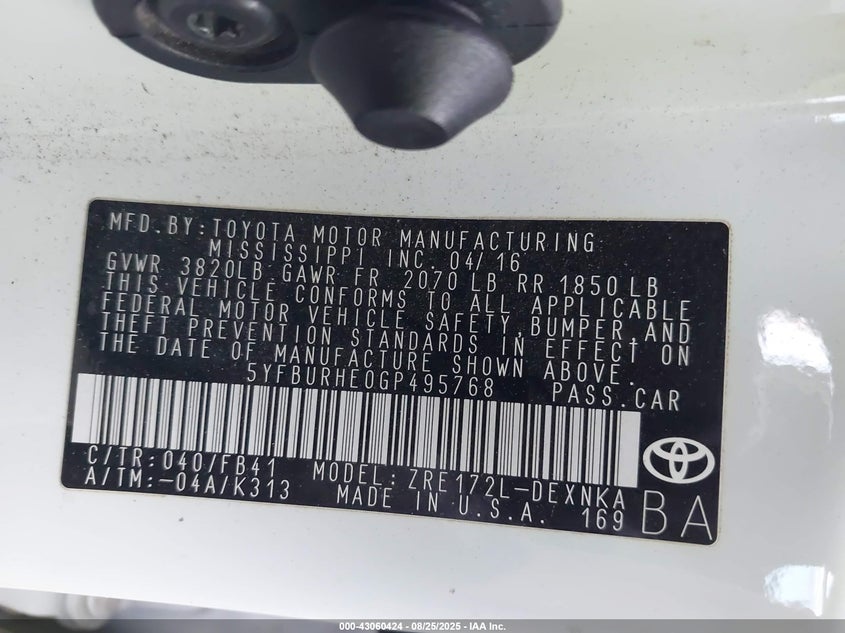 MFD.BY:TOYOTA MOTOR MANUFACTURING
MISSISSIPPI INC. 04/16
GVWR 3820LB GAWR FR 2070 LB RR 1850 LB
THIS VEHICLE CONFORMS TO ALL APPLICABLE
FEDERAL MOTOR VEHICLE SAFETY,BUMPER,AND
THEFT PREVENTION STANDARDS IN EFFECT ON
THE DATE OF MANUFACTURE SHOWN ABOVE.
5YFBURHE0GP495768 PASS.CAR
C/TR:040/FB41 MODEL:ZRE172L-DEXNKA
A/TM:-04A/K313 MADE IN U.S.A. 169
BA
000-43060424 - 08/25/2025 - IAA Inc.